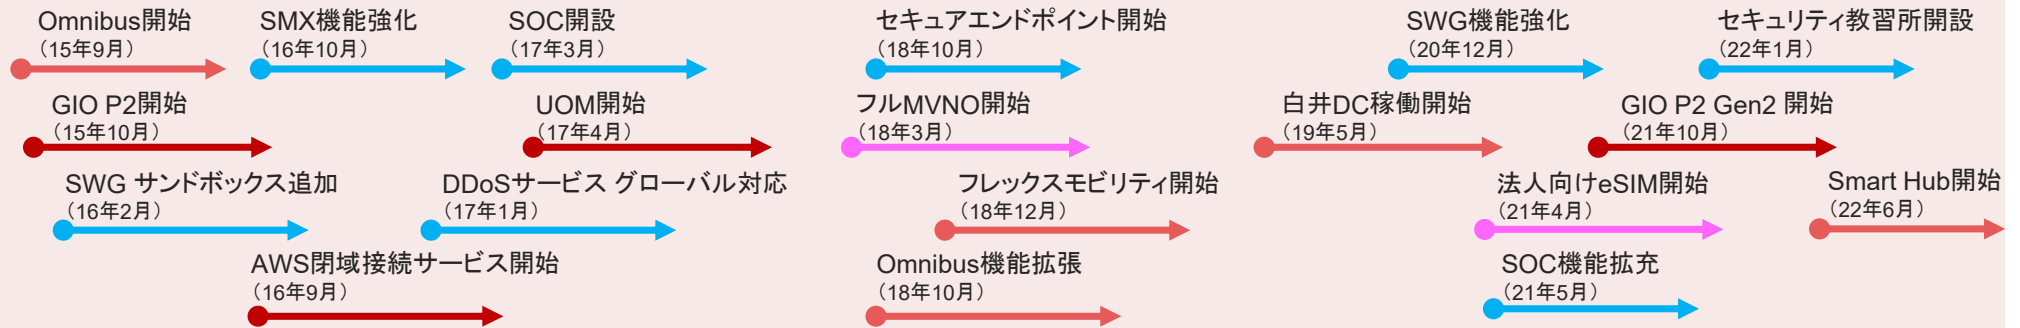 Omnibus開始
（15年9月）
SMX機能強化
（16年10月）
SOC開設
（17年3月）
セキュアエンドポイント開始
（18年10月）
SWG機能強化
（20年12月）
セキュリティ教習所開設
（22年1月）
GIO P2開始
（15年10月）
UOM開始
（17年4月）
フルMVNO開始
（18年3月）
白井DC稼働開始
（19年5月）
GIO P2 Gen2 開始
（21年10月）
SWG サンドボックス追加
（16年2月）
DDoSサービス グローバル対応
（17年1月）
フレックスモビリティ開始
（18年12月）
法人向けeSIM開始
（21年4月）
Smart Hub開始
（22年6月）
AWS閉域接続サービス開始
（16年9月）
Omnibus機能拡張
（18年10月）
SOC機能拡充
（21年5月）